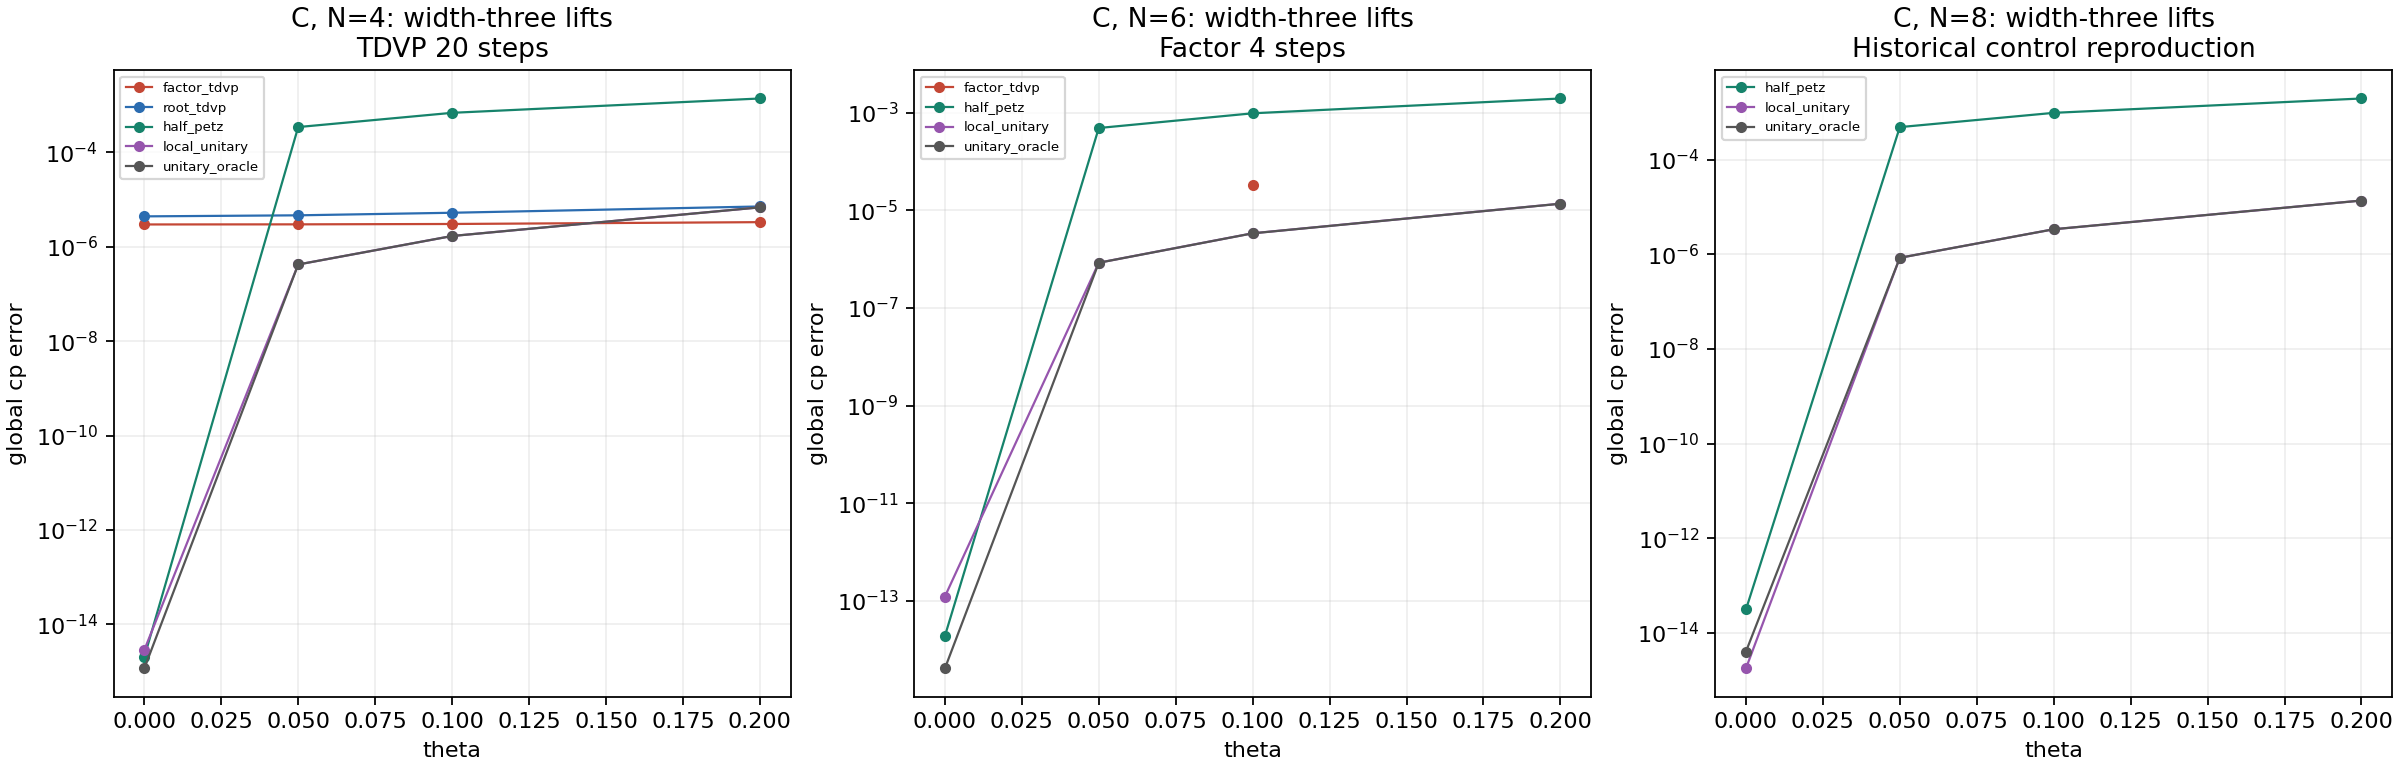 C, N=4: width-three lifts
TDVP 20 steps
factor_tdvp
root_tdvp
half_petz
local_unitary
unitary_oracle
10⁻⁴
10⁻⁶
10⁻⁸
10⁻¹⁰
10⁻¹²
10⁻¹⁴
global cp error
0.000 0.025 0.050 0.075 0.100 0.125 0.150 0.175 0.200
theta
C, N=6: width-three lifts
Factor 4 steps
factor_tdvp
half_petz
local_unitary
unitary_oracle
10⁻³
10⁻⁵
10⁻⁷
10⁻⁹
10⁻¹¹
10⁻¹³
global cp error
0.000 0.025 0.050 0.075 0.100 0.125 0.150 0.175 0.200
theta
C, N=8: width-three lifts
Historical control reproduction
half_petz
local_unitary
unitary_oracle
10⁻⁴
10⁻⁶
10⁻⁸
10⁻¹⁰
10⁻¹²
10⁻¹⁴
global cp error
0.000 0.025 0.050 0.075 0.100 0.125 0.150 0.175 0.200
theta